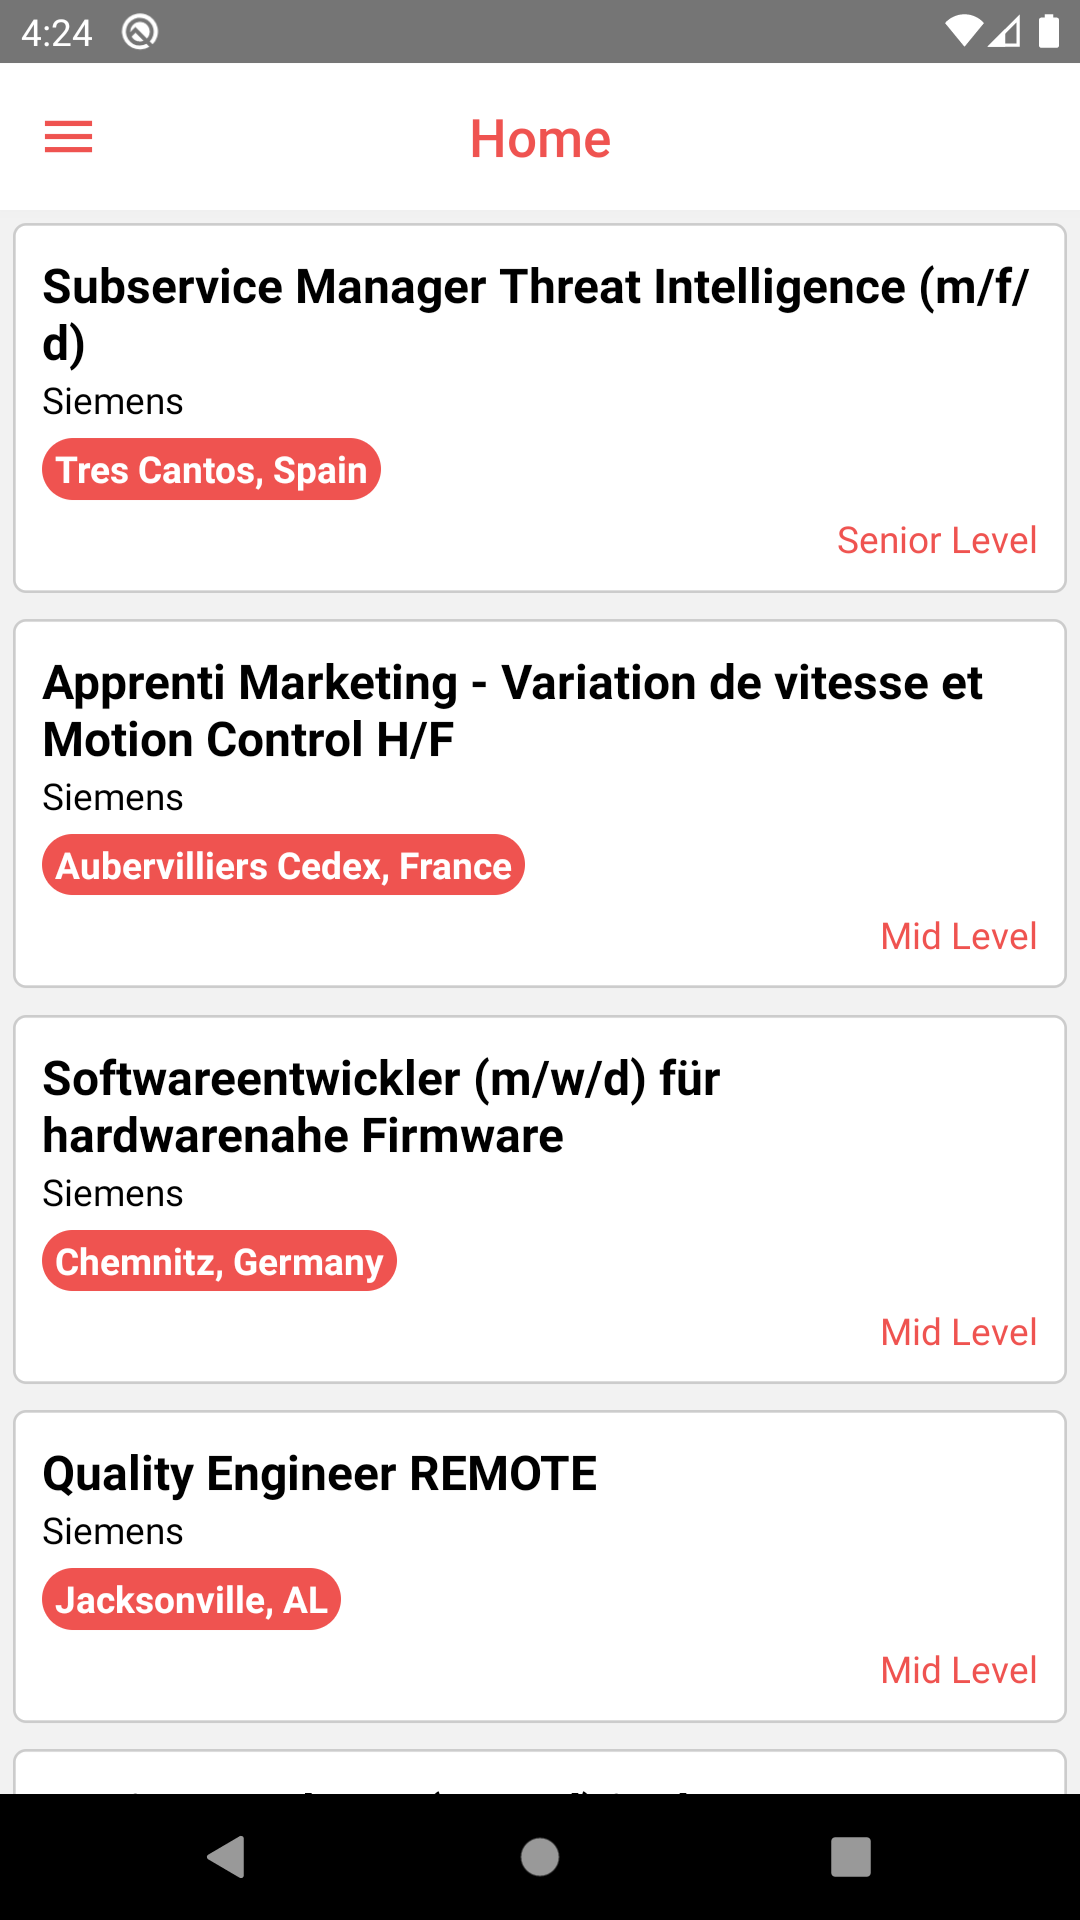 4:24
Home
Subservice Manager Threat Intelligence (m/f/
d)
Siemens
Tres Cantos, Spain
Senior Level
Apprenti Marketing - Variation de vitesse et
Motion Control H/F
Siemens
Aubervilliers Cedex, France
Mid Level
Softwareentwickler (m/w/d) für
hardwarenahe Firmware
Siemens
Chemnitz, Germany
Mid Level
Quality Engineer REMOTE
Siemens
Jacksonville, AL
Mid Level